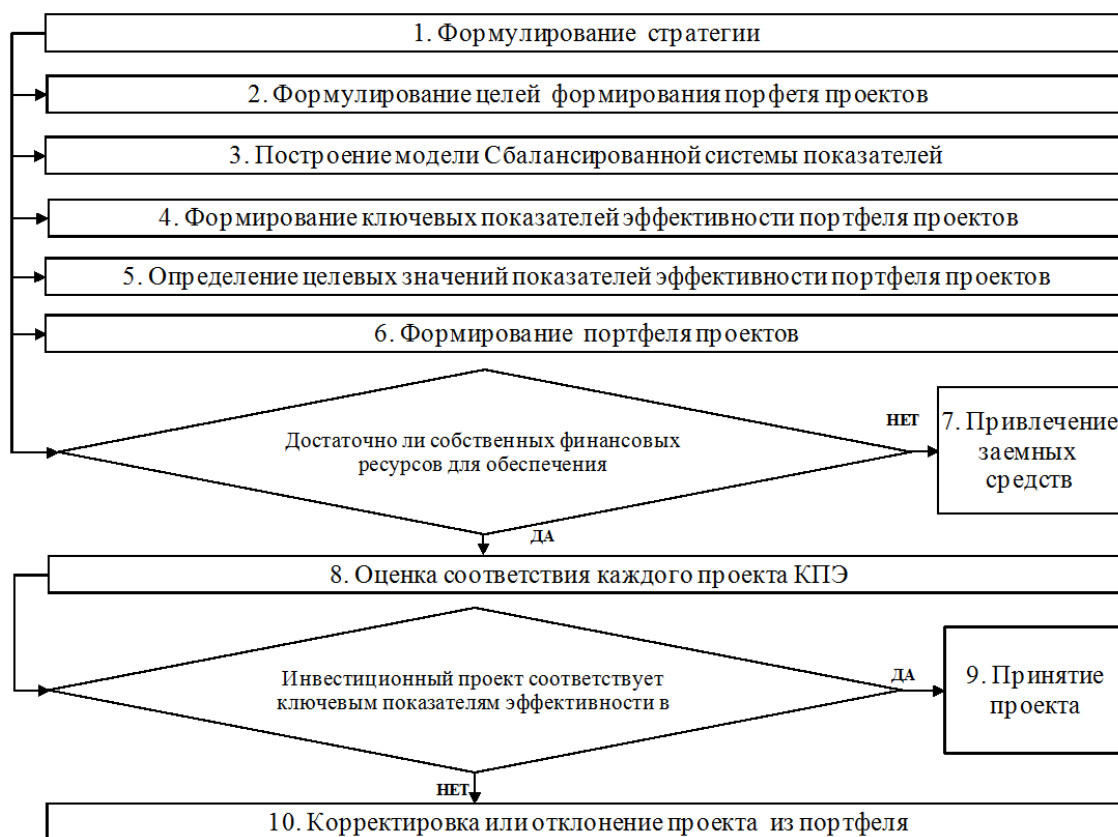 1. Формулирование стратегии
2. Формулирование целей формирования порфетя проектов
3. Построение модели Сбалансированной системы показателей
4. Формирование ключевых показателей эффективности портфеля проектов
5. Определение целевых значений показателей эффективности портфеля проектов
6. Формирование портфеля проектов
Достаточно ли собственных финансовых
ресурсов для обеспечения
НЕТ
7. Привлечение
заемных
средств
ДА
8. Оценка соответствия каждого проекта КПЭ
Инвестиционный проект соответствует
ключевым показателям эффективности в
ДА
9. Принятие
проекта
НЕТ
10. Корректировка или отклонение проекта из портфеля